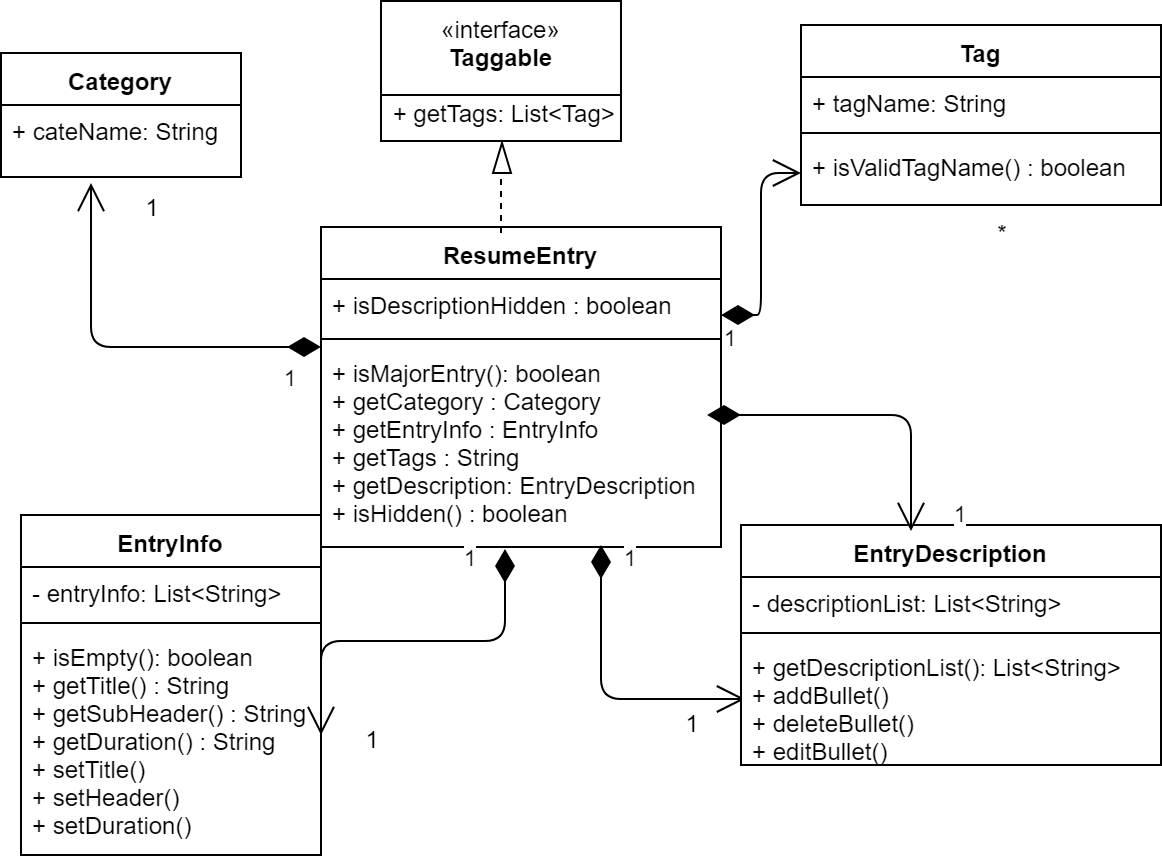 «interface»
Taggable
+ getTags: List<Tag>
Tag
+ tagName: String
+ isValidTagName() : boolean
*
Category
+ cateName: String
1
1
ResumeEntry
+ isDescriptionHidden : boolean
+ isMajorEntry(): boolean
+ getCategory : Category
+ getEntryInfo : EntryInfo
+ getTags : String
+ getDescription: EntryDescription
+ isHidden() : boolean
1
1
1
1
EntryInfo
- entryInfo: List<String>
+ isEmpty(): boolean
+ getTitle() : String
+ getSubHeader() : String
+ getDuration() : String
+ setTitle()
+ setHeader()
+ setDuration()
1
1
EntryDescription
- descriptionList: List<String>
+ getDescriptionList(): List<String>
+ addBullet()
+ deleteBullet()
+ editBullet()